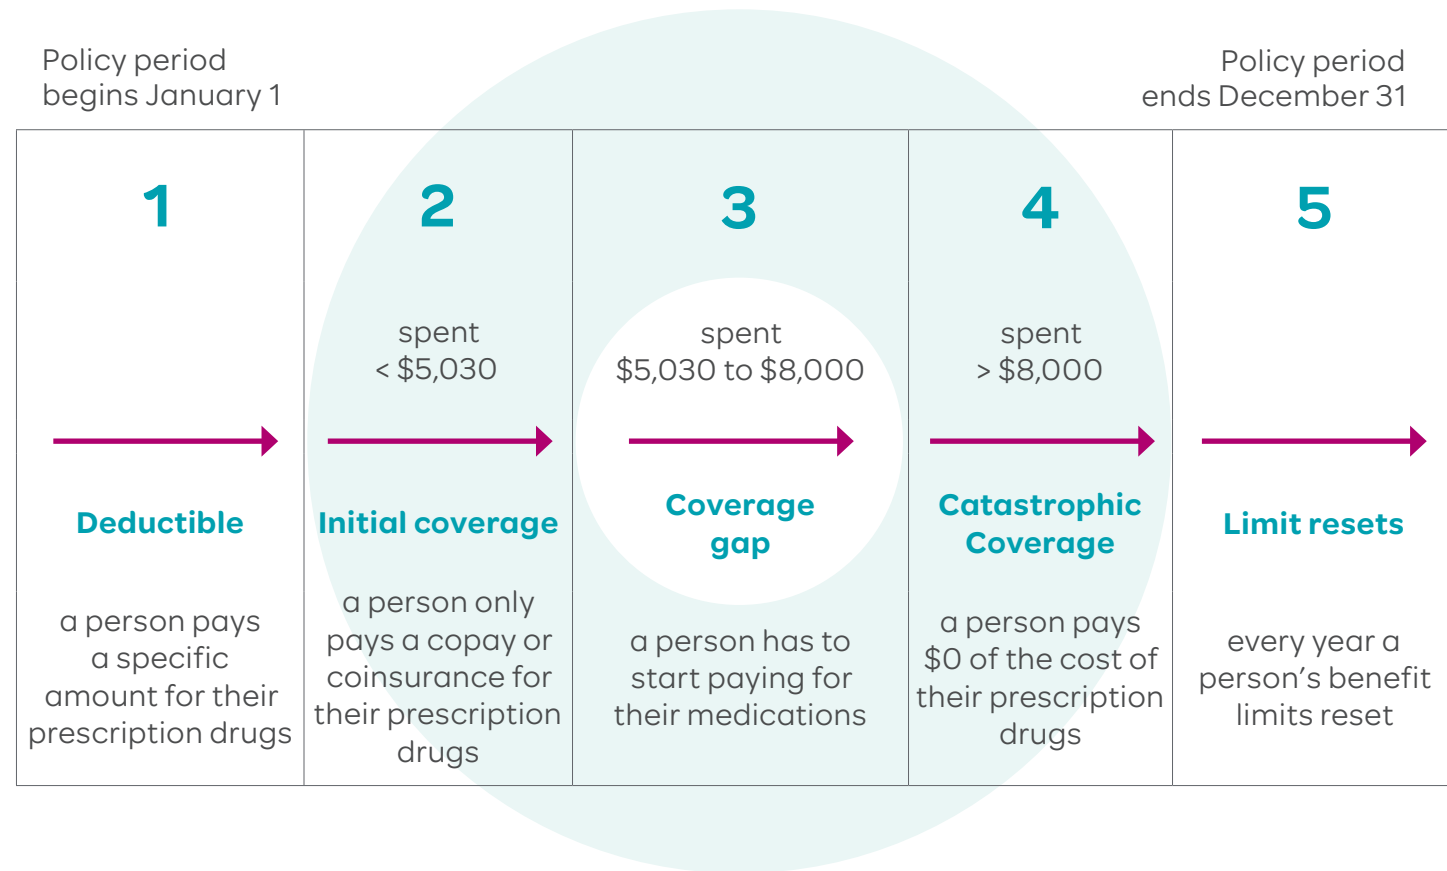 Policy period
begins January 1
Policy period
ends December 31
1
Deductible
a person pays
a specific
amount for their
prescription drugs
2
spent
< $5,030
Initial coverage
a person only
pays a copay or
coinsurance for
their prescription
drugs
3
spent
$5,030 to $8,000
Coverage
gap
a person has to
start paying for
their medications
4
spent
> $8,000
Catastrophic
Coverage
a person pays
$0 of the cost of
their prescription
drugs
5
Limit resets
every year a
person’s benefit
limits reset